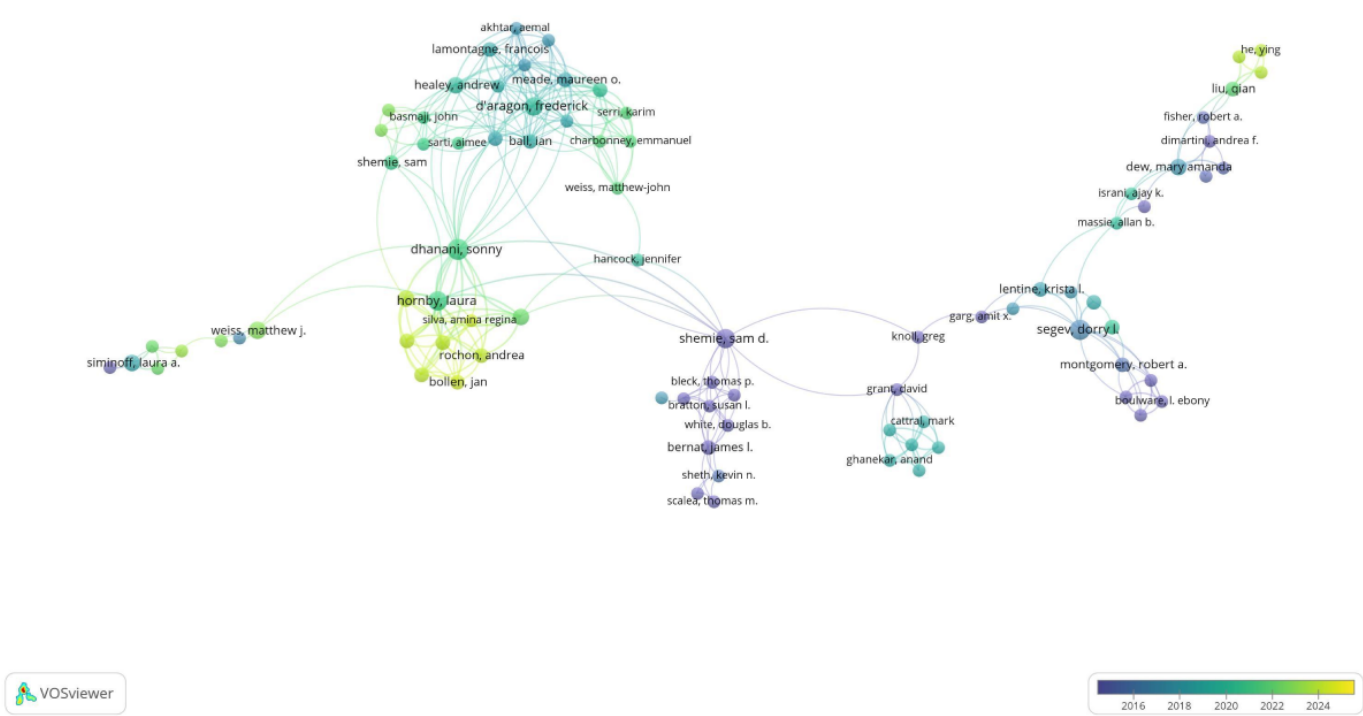 akhtar, aemal
lamontagne, francois
healey, andrew
meade, maureen o.
d'aragon, frederick
serri, karim
basmaji, john
sarti, aimee
ball, ian
charbonney, emmanuel
shemie, sam
weiss, matthew-john
dhanani, sonny
hancock, jennifer
hornby, laura
silva, amina regina
rochon, andrea
bollen, jan
weiss, matthew j.
siminoff, laura a.
shemie, sam d.
bleck, thomas p.
bratton, susan l.
white, douglas b.
bernat, james l.
sheth, kevin n.
scalea, thomas m.
knoll, greg
grant, david
cattral, mark
ghanekar, anand
he, ying
liu, qian
fisher, robert a.
dimartini, andrea f.
dew, mary amanda
israni, ajay k.
massie, allan b.
lentine, krista l.
garg, amit x.
segev, dorry l.
montgomery, robert a.
boulware, l. ebony
VOSviewer
2016 2018 2020 2022 2024